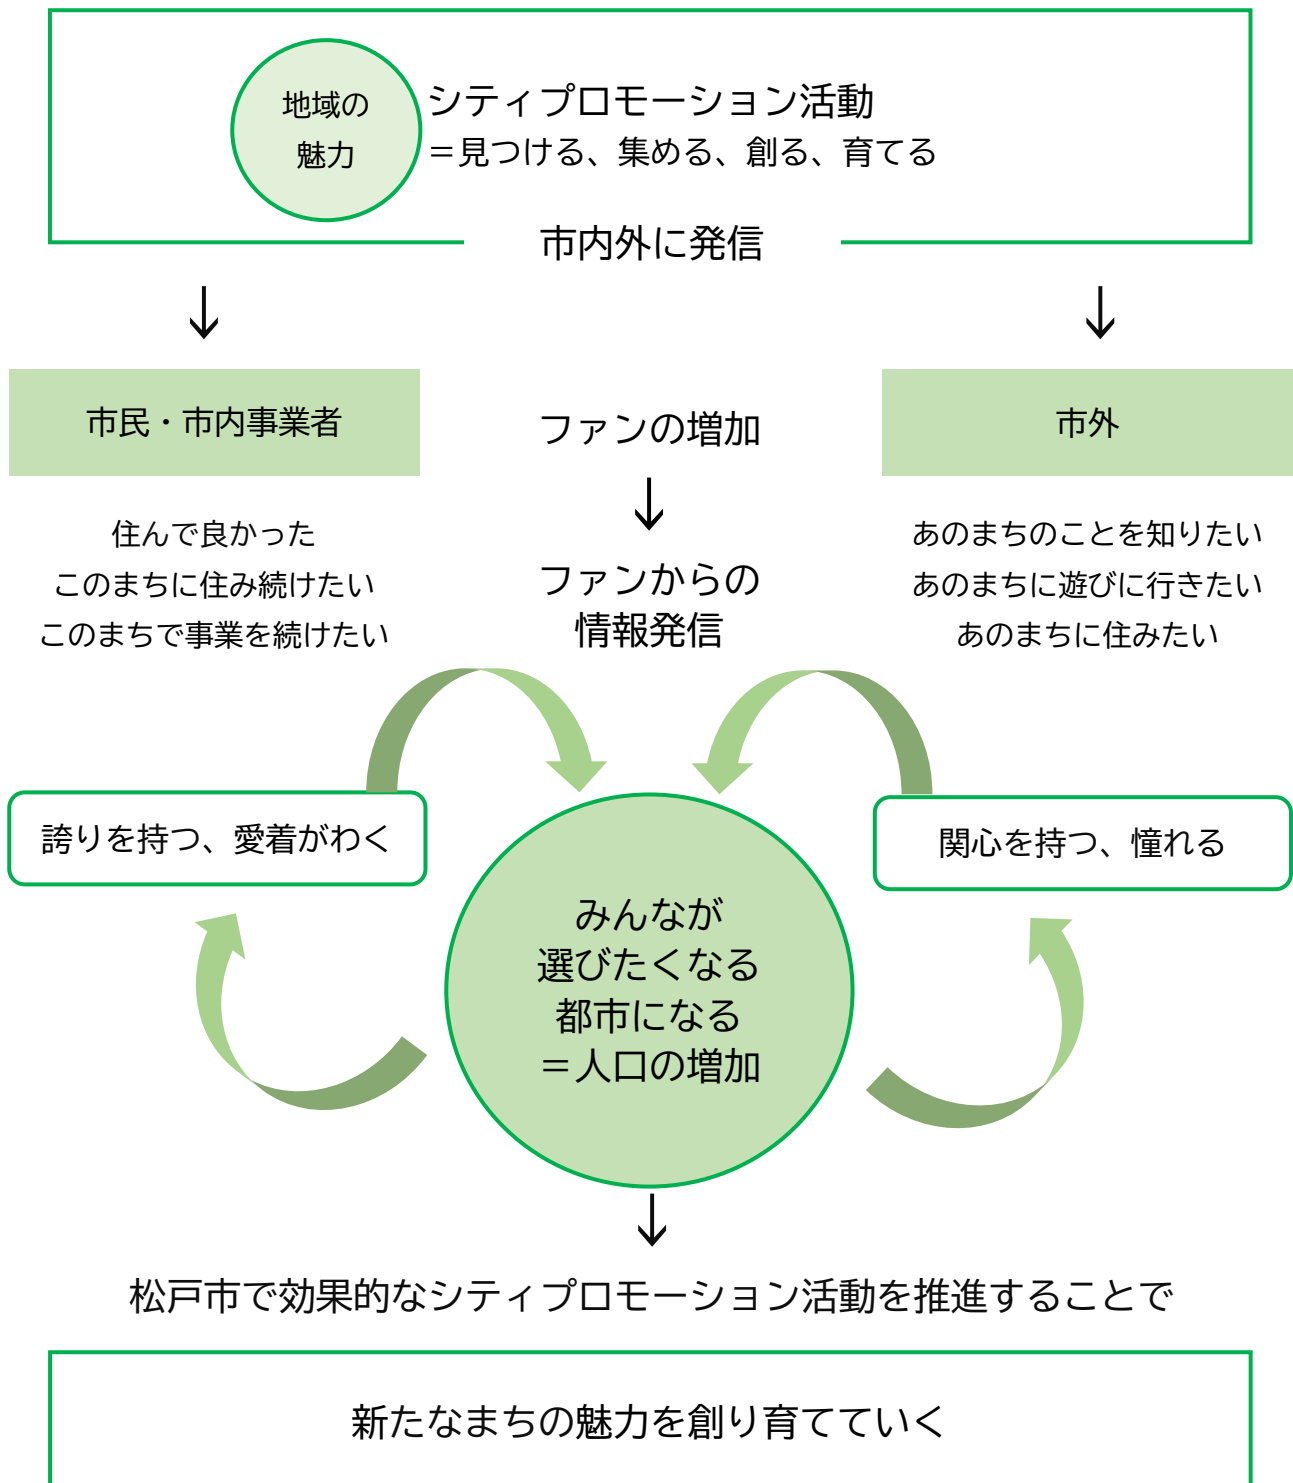 地域の
魅力
シティプロモーション活動
＝見つける、集める、創る、育てる
市内外に発信
市民・市内事業者
住んで良かった
このまちに住み続けたい
このまちで事業を続けたい
ファンの増加
ファンからの
情報発信
市外
あのまちのことを知りたい
あのまちに遊びに行きたい
あのまちに住みたい
誇りを持つ、愛着がわく
関心を持つ、憧れる
みんなが
選びたくなる
都市になる
＝人口の増加
松戸市で効果的なシティプロモーション活動を推進することで
新たなまちの魅力を創り育てていく